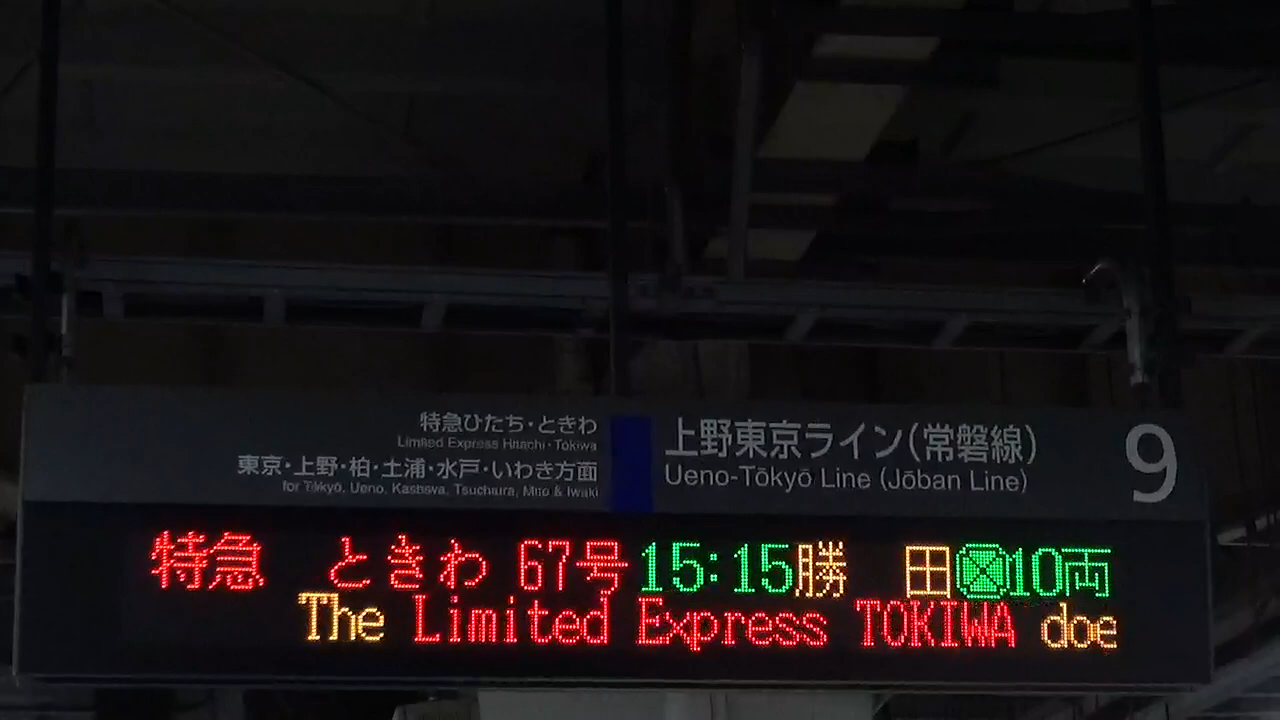 特急ひたち・ときわ
Limited Express Hitachi・Tokiwa
東京・上野・柏・土浦・水戸・いわき方面
for Tōkyō, Ueno, Kashiwa, Tsuchiura, Mito & Iwaki
上野東京ライン(常磐線)
Ueno-Tōkyō Line (Jōban Line)
9
特急 ときわ 67号 15:15 勝 田 10両
The Limited Express TOKIWA doe